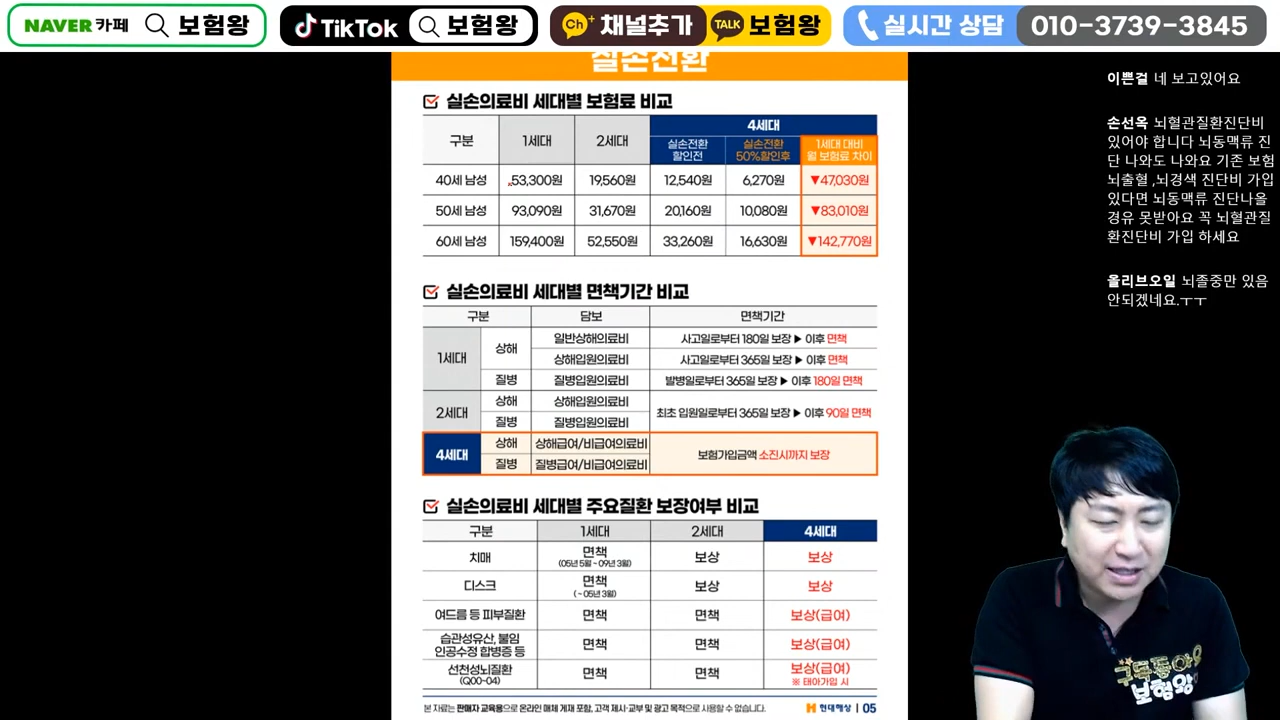 NAVER 카페 보험왕
TikTok 보험왕
Ch+ 채널추가 TALK 보험왕
실시간 상담 010-3739-3845
실손전환
실손의료비 세대별 보험료 비교
구분 1세대 2세대 4세대
실손전환 할인전 실손전환 50%할인후 1세대 대비 월 보험료 차이
40세 남성 53,300원 19,560원 12,540원 6,270원 ▼47,030원
50세 남성 93,090원 31,670원 20,160원 10,080원 ▼83,010원
60세 남성 159,400원 52,550원 33,260원 16,630원 ▼142,770원
실손의료비 세대별 면책기간 비교
구분 담보 면책기간
1세대 상해 일반상해의료비 사고일로부터 180일 보장 ▶ 이후 면책
상해입원의료비 사고일로부터 365일 보장 ▶ 이후 면책
질병 질병입원의료비 발병일로부터 365일 보장 ▶ 이후 180일 면책
2세대 상해 상해입원의료비 최초 입원일로부터 365일 보장 ▶ 이후 90일 면책
질병 질병입원의료비
4세대 상해 상해급여/비급여의료비 보험가입금액 소진시까지 보장
질병 질병급여/비급여의료비
실손의료비 세대별 주요질환 보장여부 비교
구분 1세대 2세대 4세대
치매 면책 (05년 5월 ~ 09년 3월) 보상 보상
디스크 면책 (~ 05년 3월) 보상 보상
여드름 등 피부질환 면책 면책 보상(급여)
습관성유산, 불임 인공수정 합병증 등 면책 면책 보상(급여)
선천성뇌질환 (Q00-04) 면책 면책 보상(급여) ※ 태아가입 시
본 자료는 판매자 교육용으로 온라인 매체 게재 포함, 고객 제시·교부 및 광고 목적으로 사용할 수 없습니다.
현대해상 | 05
이쁜걸 네 보고있어요
손선옥 뇌혈관질환진단비
있어야 합니다 뇌동맥류 진
단 나와도 나와요 기존 보험
뇌출혈 ,뇌경색 진단비 가입
있다면 뇌동맥류 진단나올
경유 못받아요 꼭 뇌혈관질
환진단비 가입 하세요
올리브오일 뇌졸중만 있음
안되겠네요.ㅜㅜ
보험왕